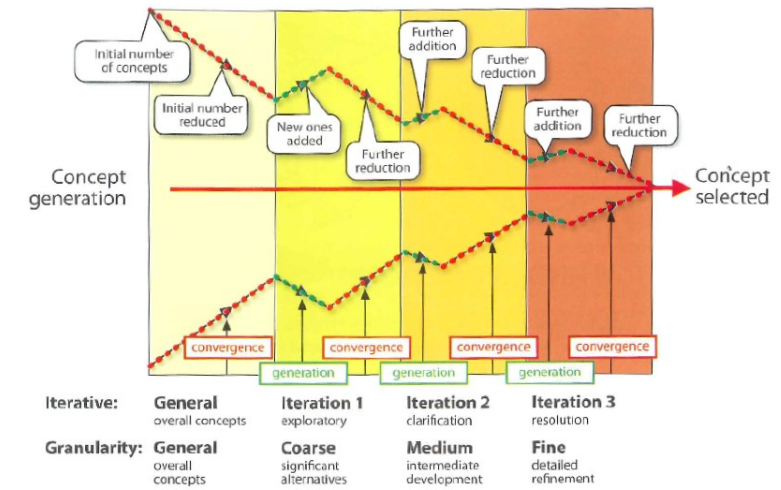 Initial number
of concepts
Initial number
reduced
New ones
added
Further
reduction
Further
addition
Further
reduction
Further
addition
Further
reduction
Concept
generation
Concept
selected
convergence
convergence
convergence
convergence
generation
generation
generation
Iterative: General Iteration 1 Iteration 2 Iteration 3
overall concepts exploratory clarification resolution
Granularity: General Coarse Medium Fine
overall significant intermediate detailed
concepts alternatives development refinement